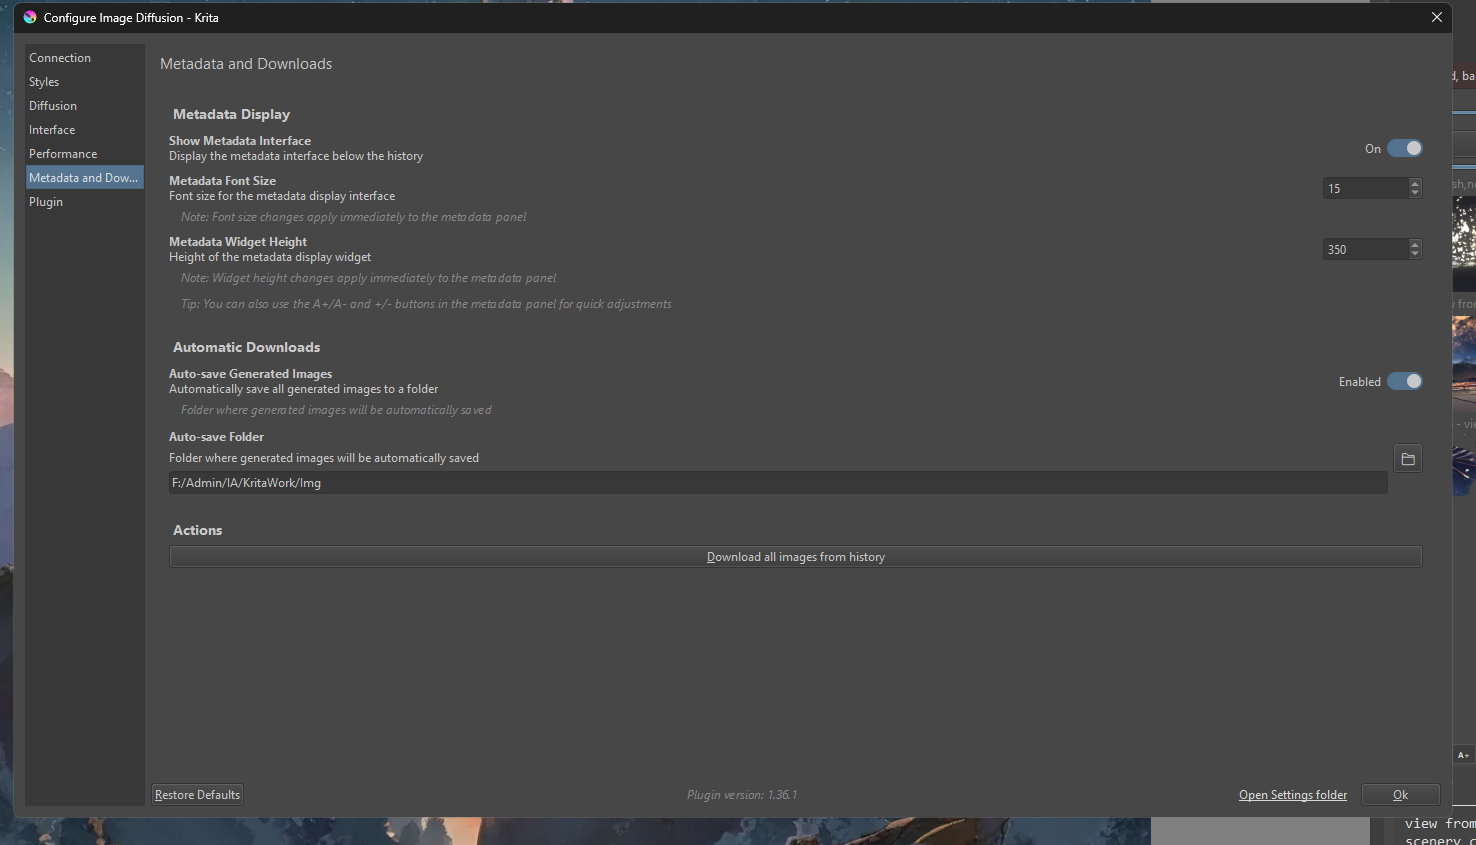 Configure Image Diffusion - Krita
Connection
Styles
Diffusion
Interface
Performance
Metadata and Dow...
Plugin
Metadata and Downloads
Metadata Display
Show Metadata Interface
Display the metadata interface below the history
On
Metadata Font Size
Font size for the metadata display interface
15
Note: Font size changes apply immediately to the metadata panel
Metadata Widget Height
Height of the metadata display widget
350
Note: Widget height changes apply immediately to the metadata panel
Tip: You can also use the A+/A- and +/- buttons in the metadata panel for quick adjustments
Automatic Downloads
Auto-save Generated Images
Automatically save all generated images to a folder
Enabled
Folder where generated images will be automatically saved
Auto-save Folder
Folder where generated images will be automatically saved
F:/Admin/IA/KritaWork/Img
Actions
Download all images from history
Restore Defaults
Plugin version: 1.36.1
Open Settings folder
Ok
A+
view from
scenery